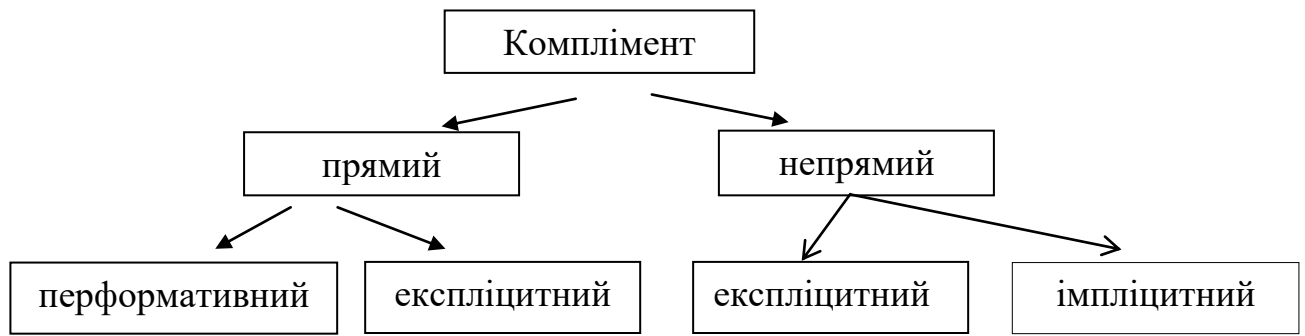 Комплімент
прямий
непрямий
перформативний
експліцитний
експліцитний
імпліцитний